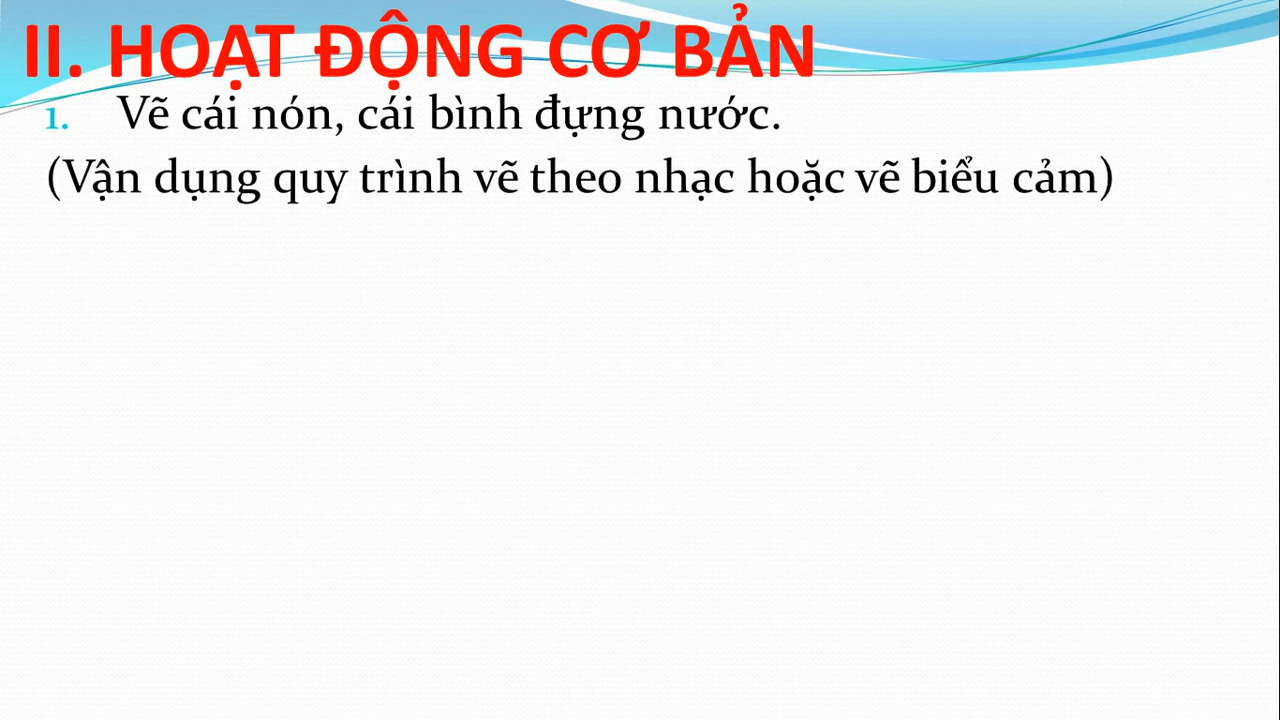 II. HOẠT ĐỘNG CƠ BẢN
1. Vẽ cái nón, cái bình đựng nước.
(Vận dụng quy trình vẽ theo nhạc hoặc vẽ biểu cảm)